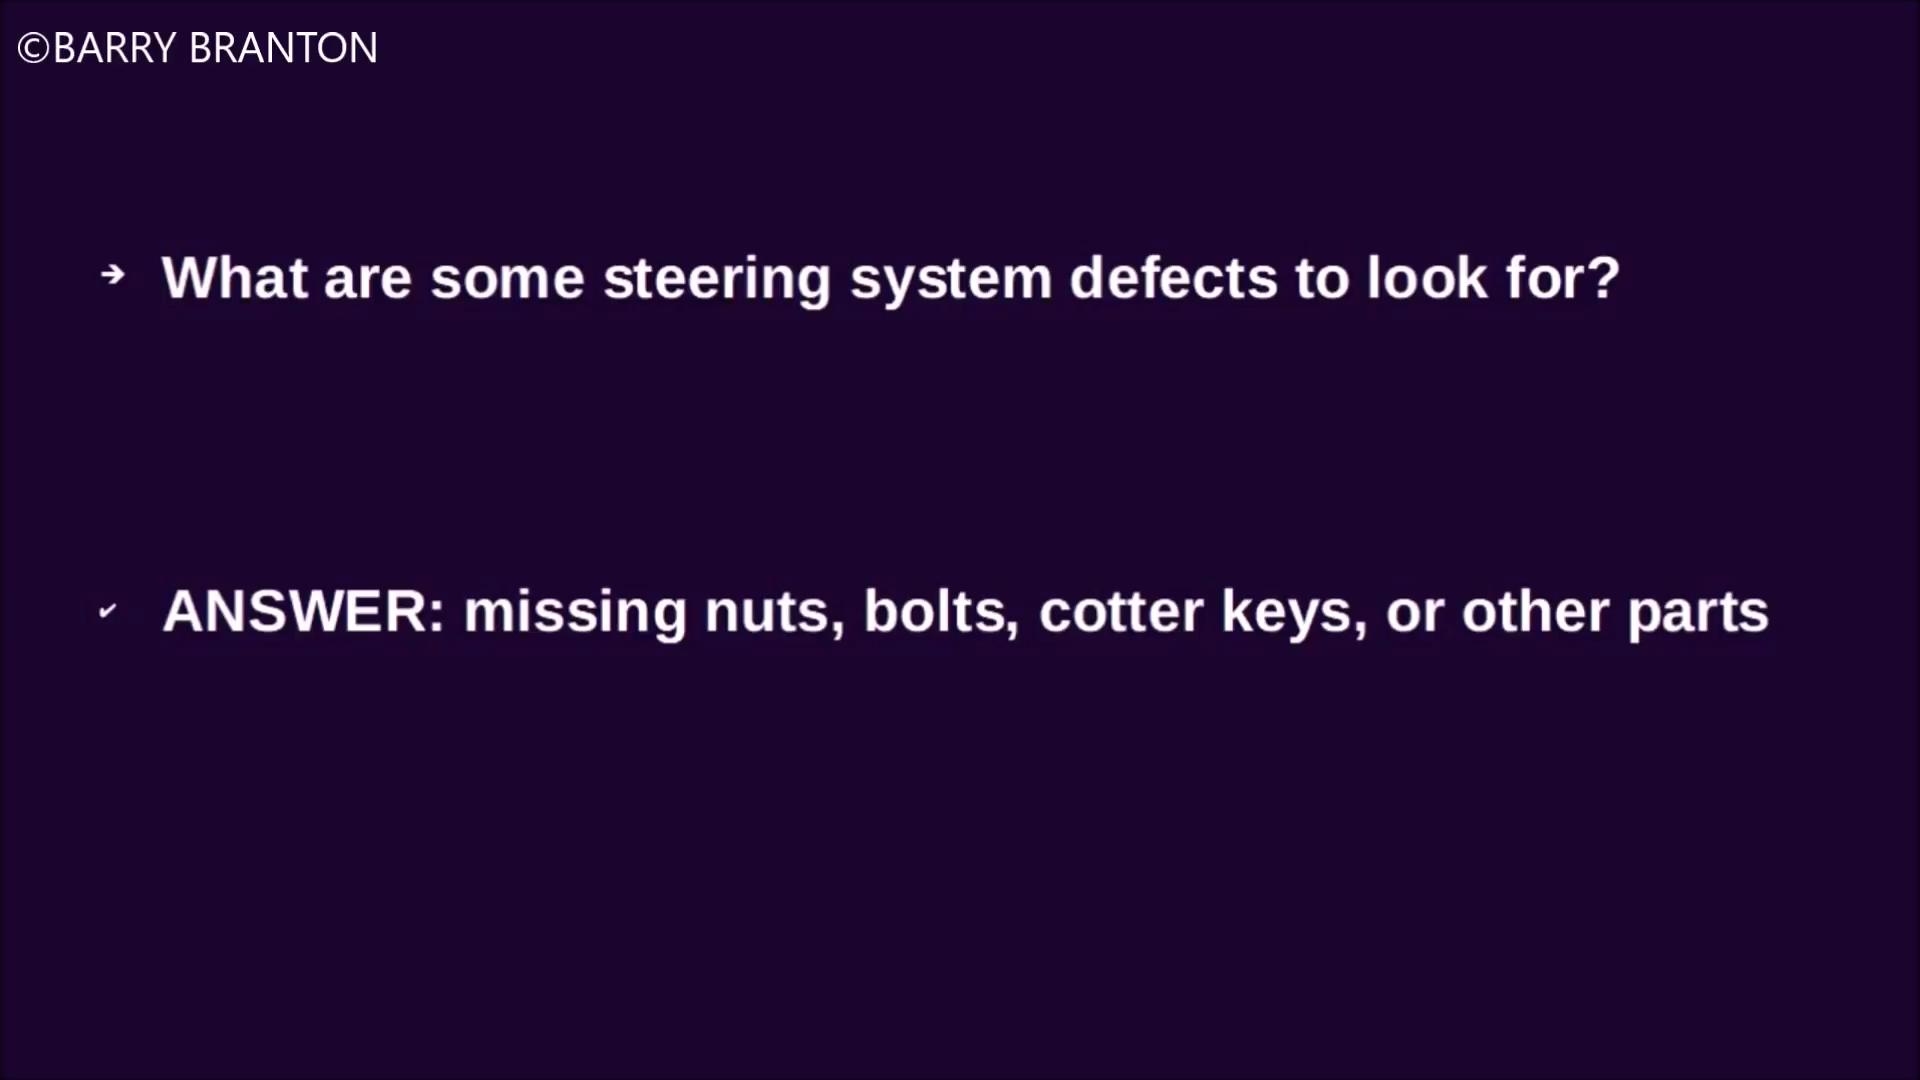 ©BARRY BRANTON
➔ What are some steering system defects to look for?
✔ ANSWER: missing nuts, bolts, cotter keys, or other parts